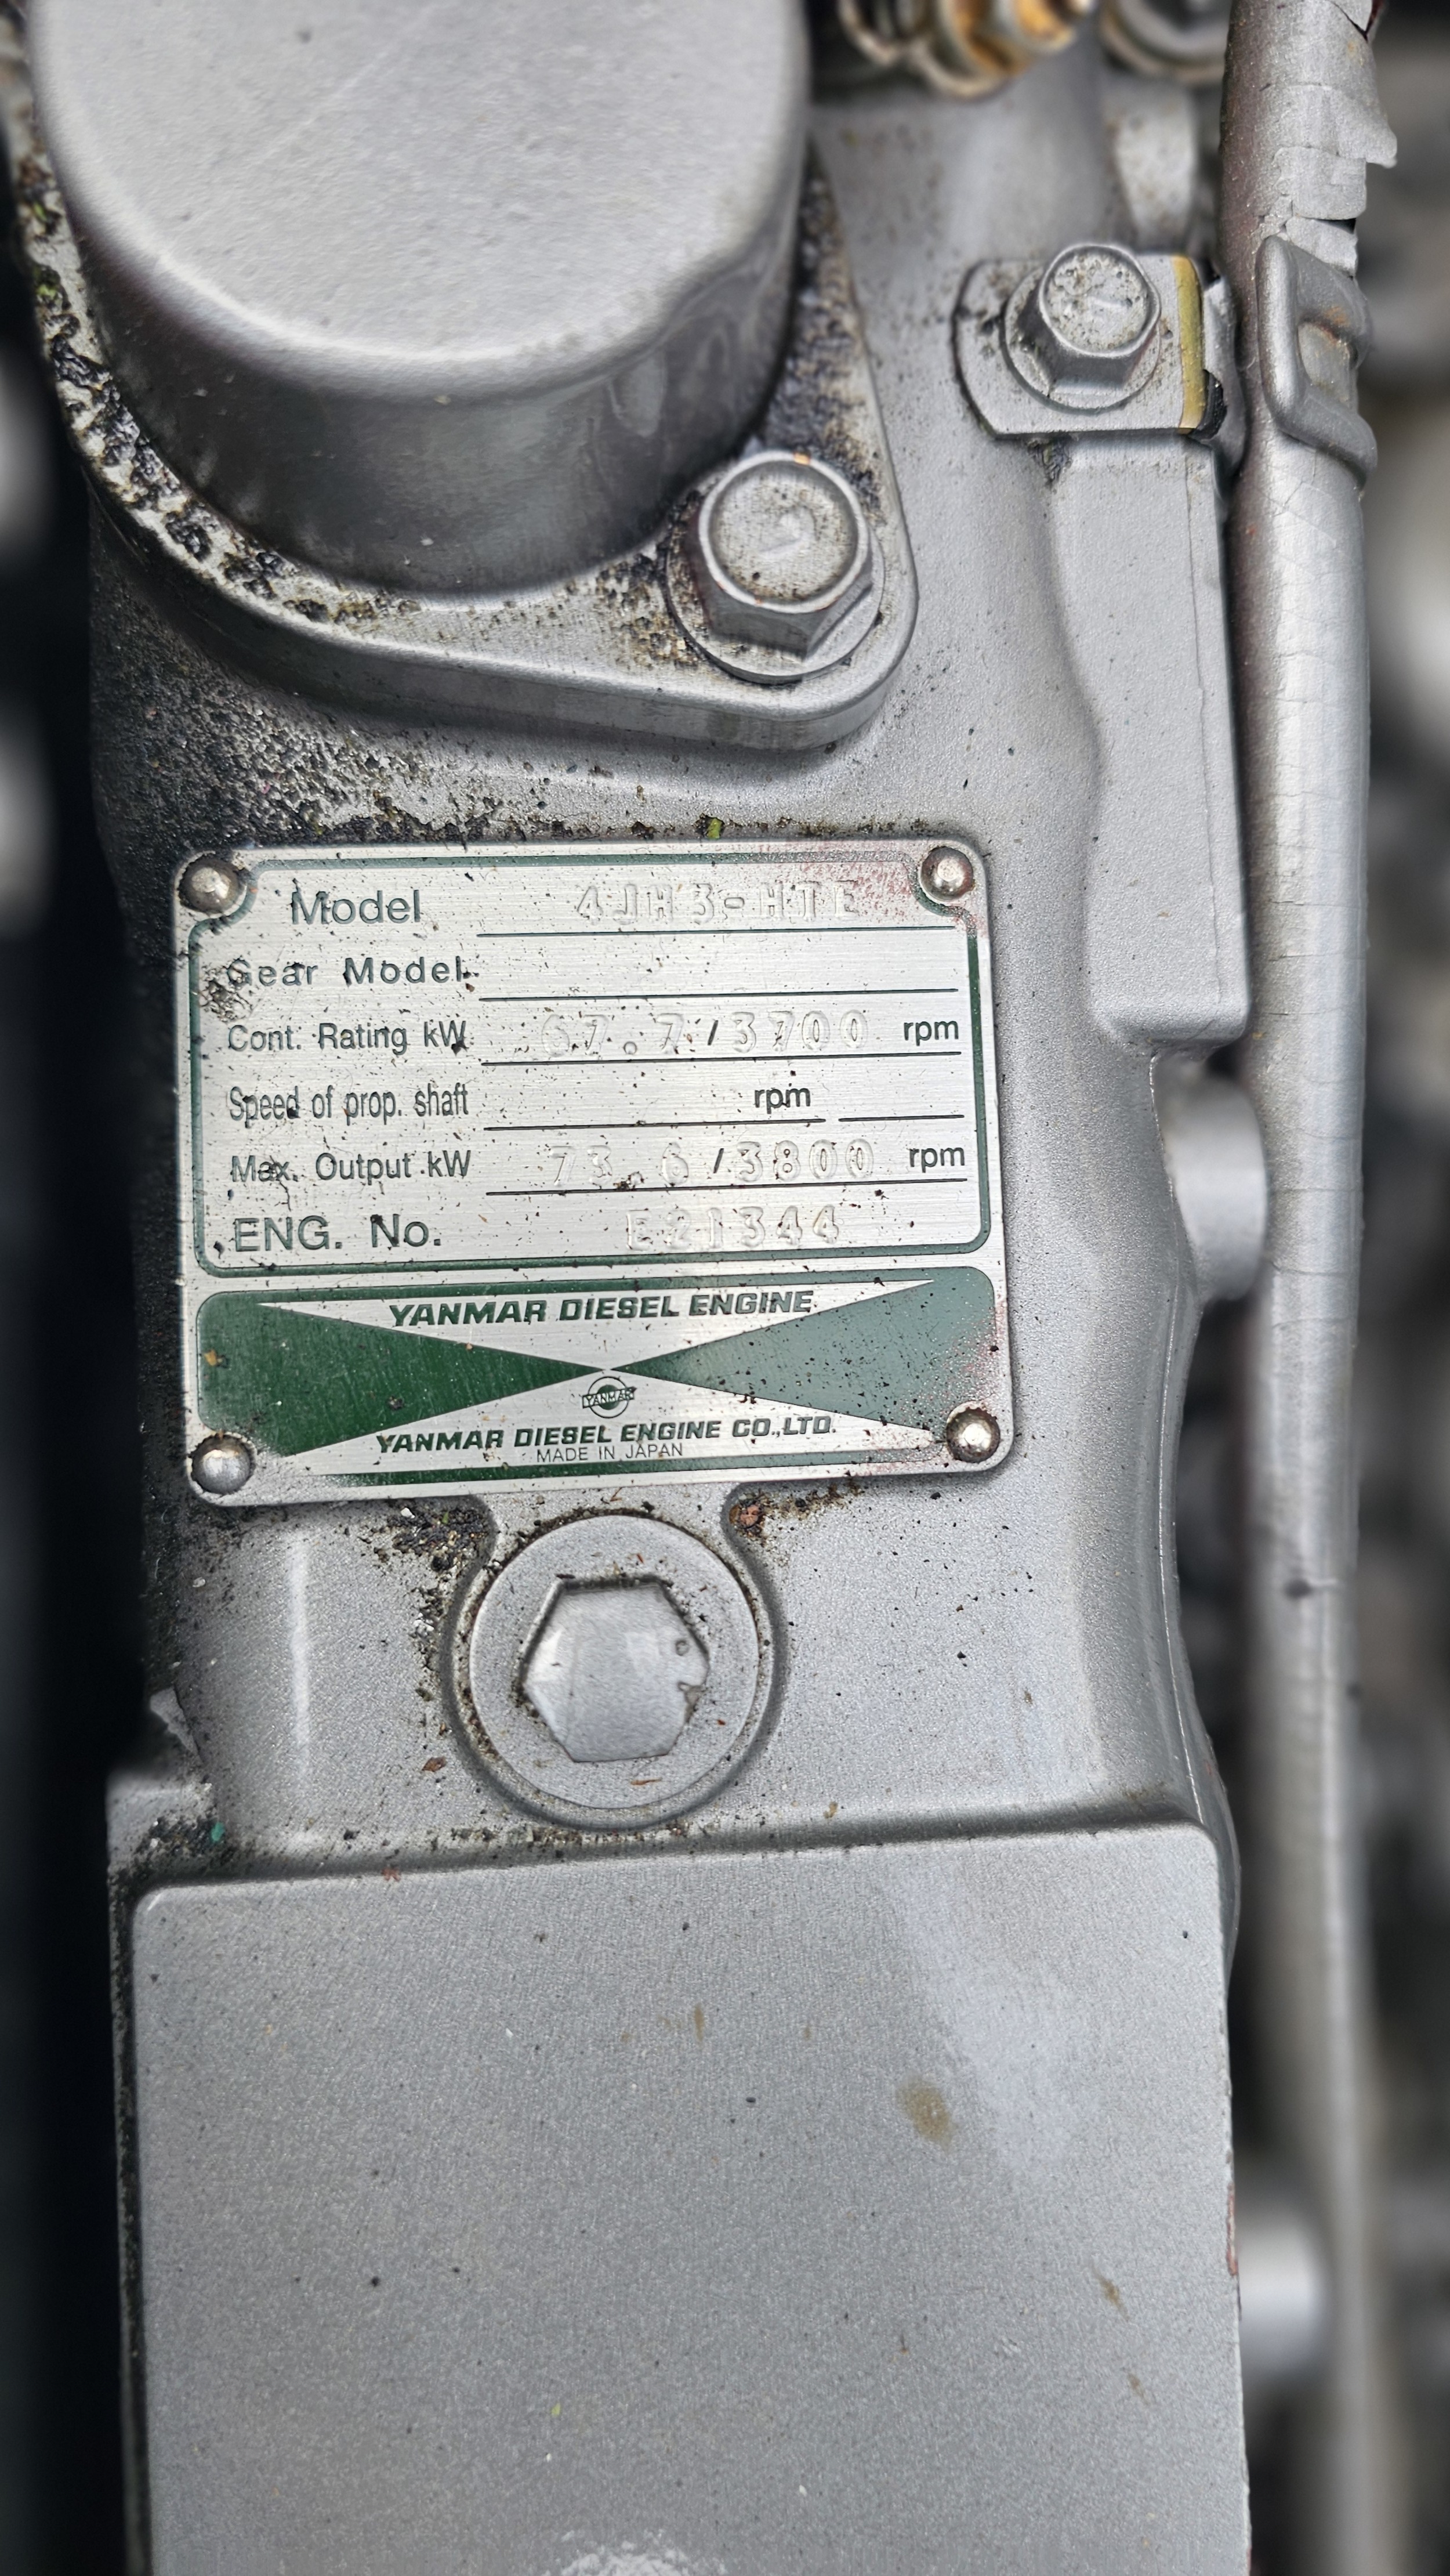 Model 4JH3-HTE
Gear Model
Cont. Rating kW 67.7/3700 rpm
Speed of prop. shaft rpm
Max. Output kW 73.6/3800 rpm
ENG. No. E21344
YANMAR DIESEL ENGINE
YANMAR
YANMAR DIESEL ENGINE CO.,LTD.
MADE IN JAPAN